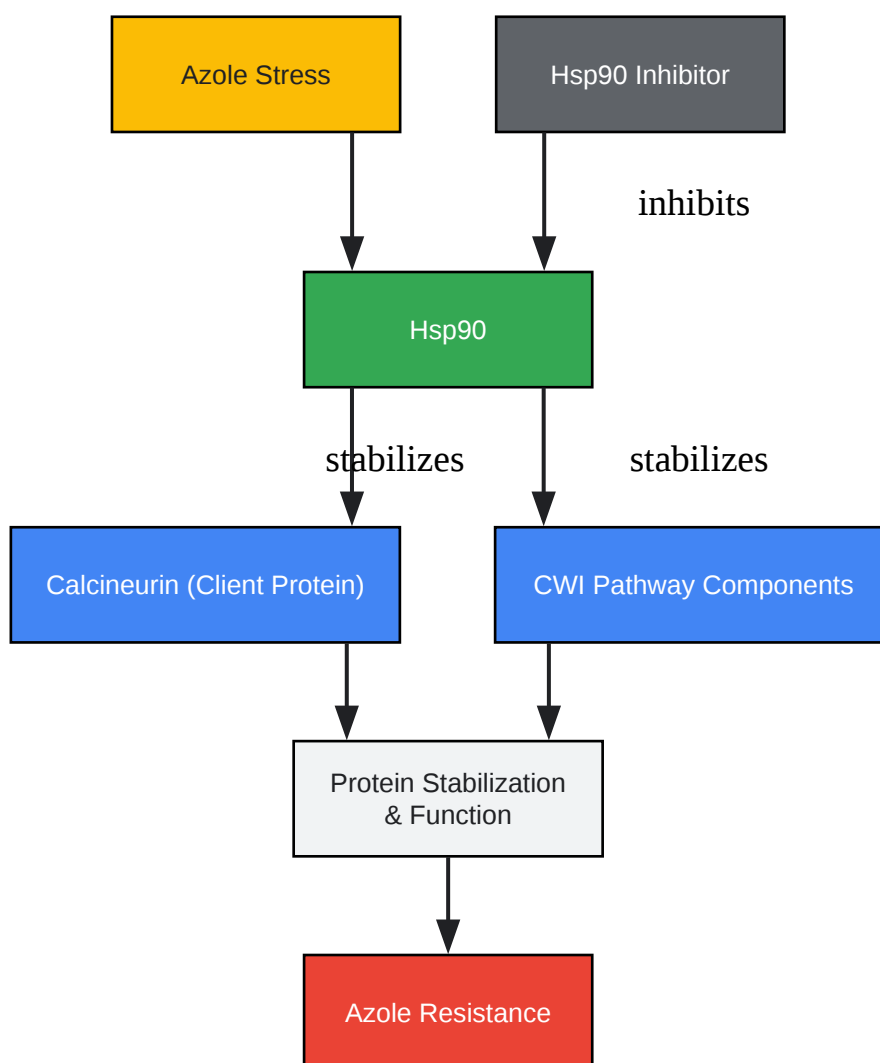 Azole Stress
Hsp90 Inhibitor
inhibits
Hsp90
stabilizes
stabilizes
Calcineurin (Client Protein)
CWI Pathway Components
Protein Stabilization
& Function
Azole Resistance